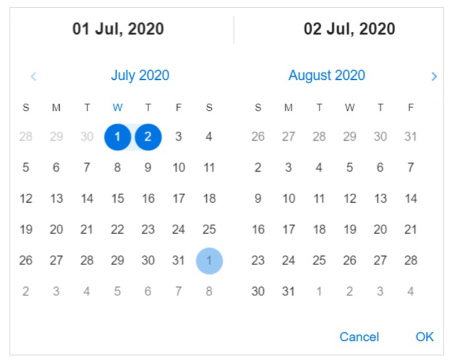 01 Jul, 2020
02 Jul, 2020
‹ July 2020
August 2020 ›
S M T W T F S
28 29 30 1 2 3 4
5 6 7 8 9 10 11
12 13 14 15 16 17 18
19 20 21 22 23 24 25
26 27 28 29 30 31 1
2 3 4 5 6 7 8
S M T W T F
26 27 28 29 30 31
2 3 4 5 6 7
9 10 11 12 13 14
16 17 18 19 20 21
23 24 25 26 27 28
30 31 1 2 3 4
Cancel OK